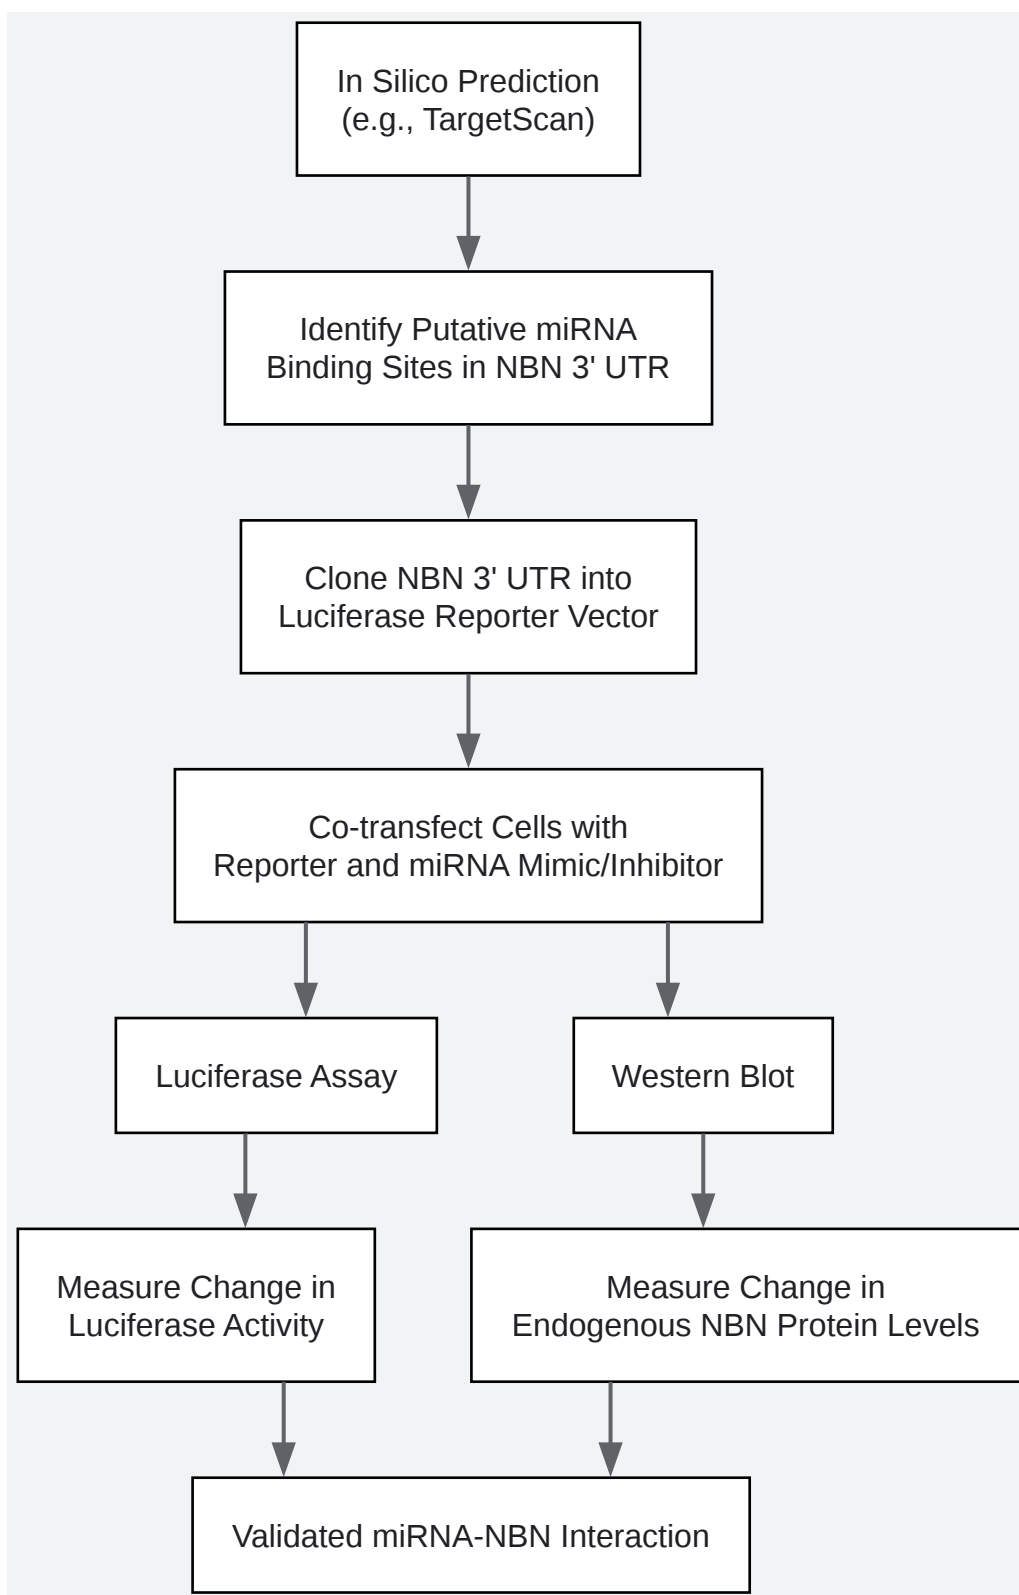 In Silico Prediction
(e.g., TargetScan)
Identify Putative miRNA
Binding Sites in NBN 3' UTR
Clone NBN 3' UTR into
Luciferase Reporter Vector
Co-transfect Cells with
Reporter and miRNA Mimic/Inhibitor
Luciferase Assay
Western Blot
Measure Change in
Luciferase Activity
Measure Change in
Endogenous NBN Protein Levels
Validated miRNA-NBN Interaction